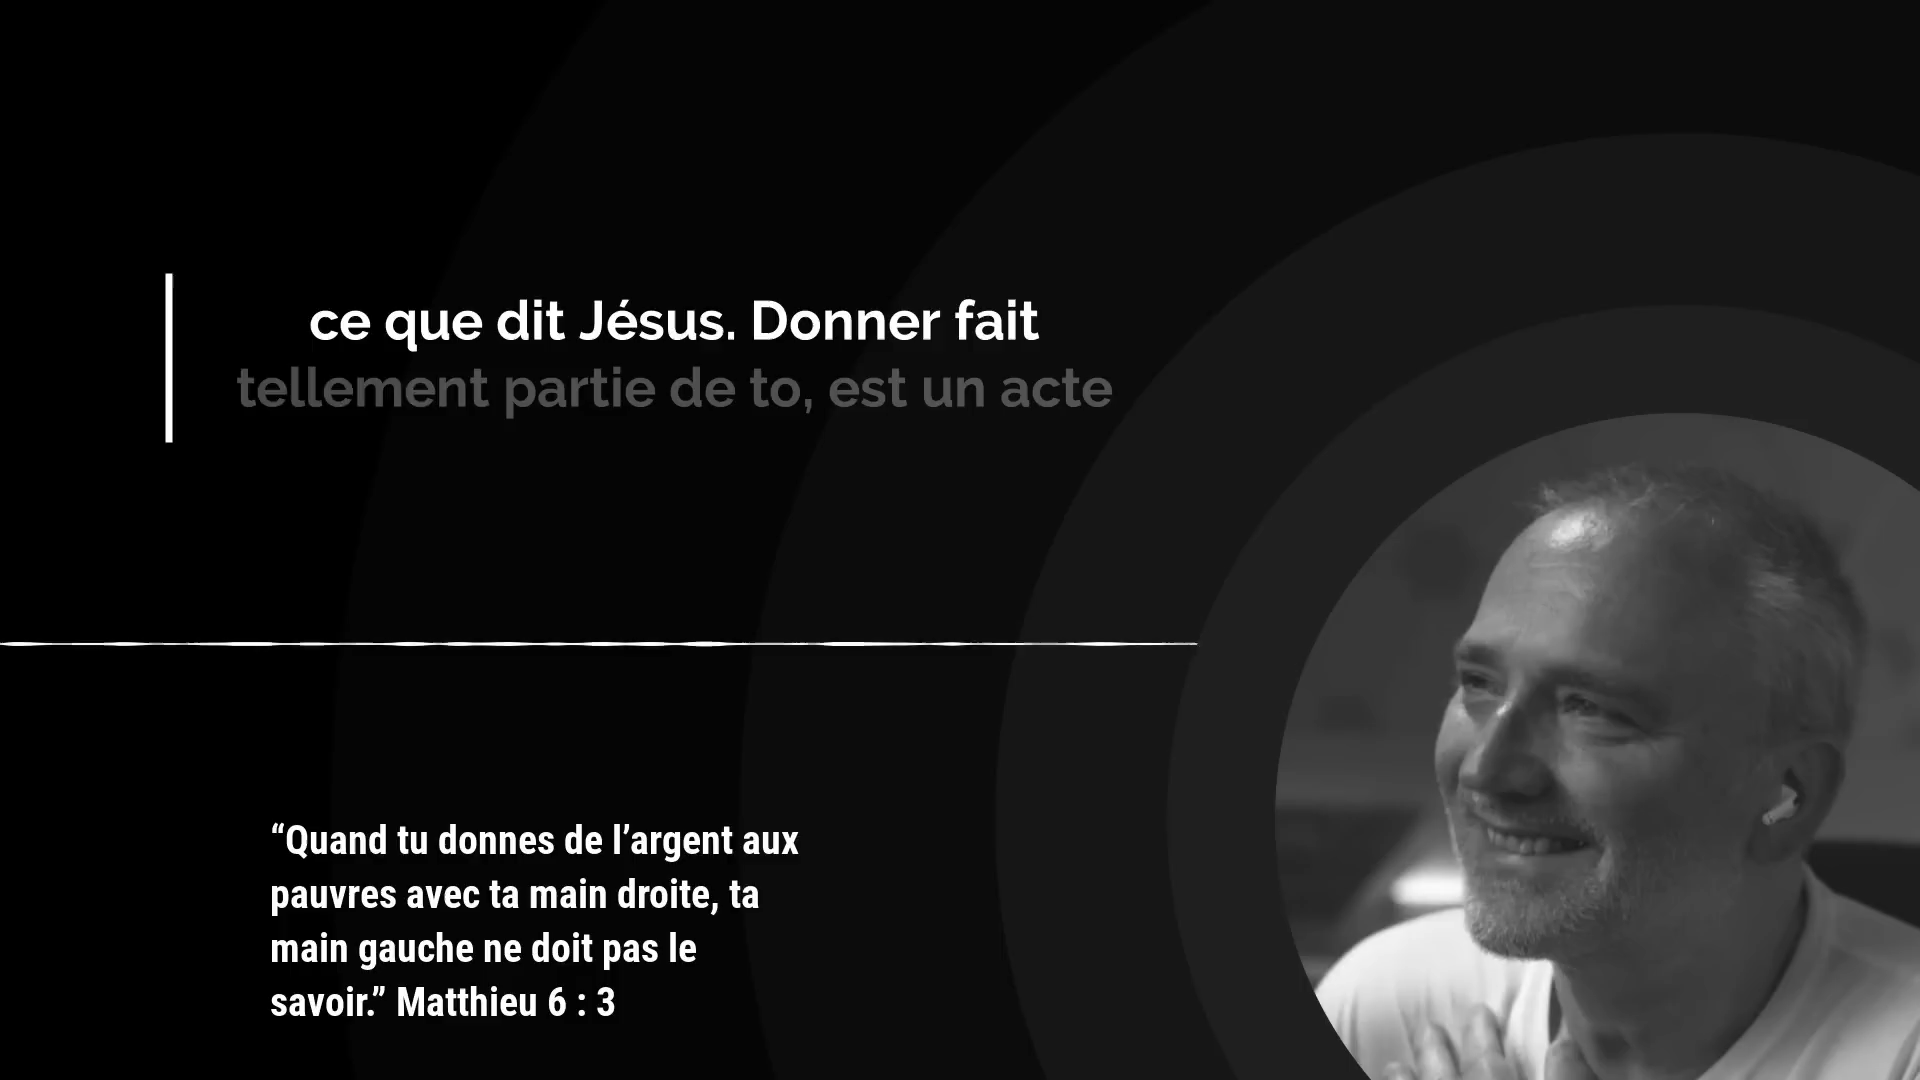 ce que dit Jésus. Donner fait
tellement partie de to, est un acte
“Quand tu donnes de l’argent aux
pauvres avec ta main droite, ta
main gauche ne doit pas le
savoir.” Matthieu 6 : 3